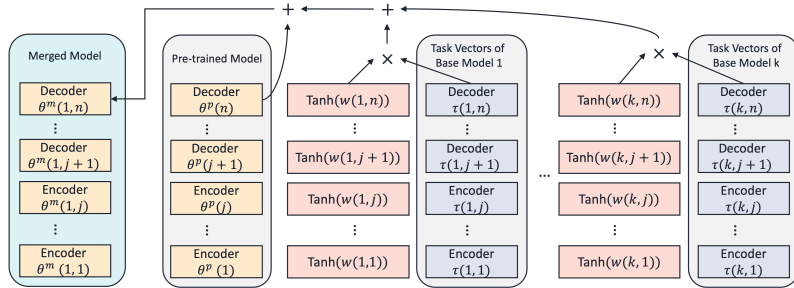 +
+
Merged Model
Decoder
θ^m(1,n)
⋮
Decoder
θ^m(1,j+1)
Encoder
θ^m(1,j)
⋮
Encoder
θ^m(1,1)
Pre-trained Model
Decoder
θ^p(n)
⋮
Decoder
θ^p(j+1)
Encoder
θ^p(j)
⋮
Encoder
θ^p(1)
×
Tanh(w(1,n))
⋮
Tanh(w(1,j+1))
Tanh(w(1,j))
⋮
Tanh(w(1,1))
Task Vectors of
Base Model 1
Decoder
τ(1,n)
⋮
Decoder
τ(1,j+1)
Encoder
τ(1,j)
⋮
Encoder
τ(1,1)
...
×
Tanh(w(k,n))
⋮
Tanh(w(k,j+1))
Tanh(w(k,j))
⋮
Tanh(w(k,1))
Task Vectors of
Base Model k
Decoder
τ(k,n)
⋮
Decoder
τ(k,j+1)
Encoder
τ(k,j)
⋮
Encoder
τ(k,1)